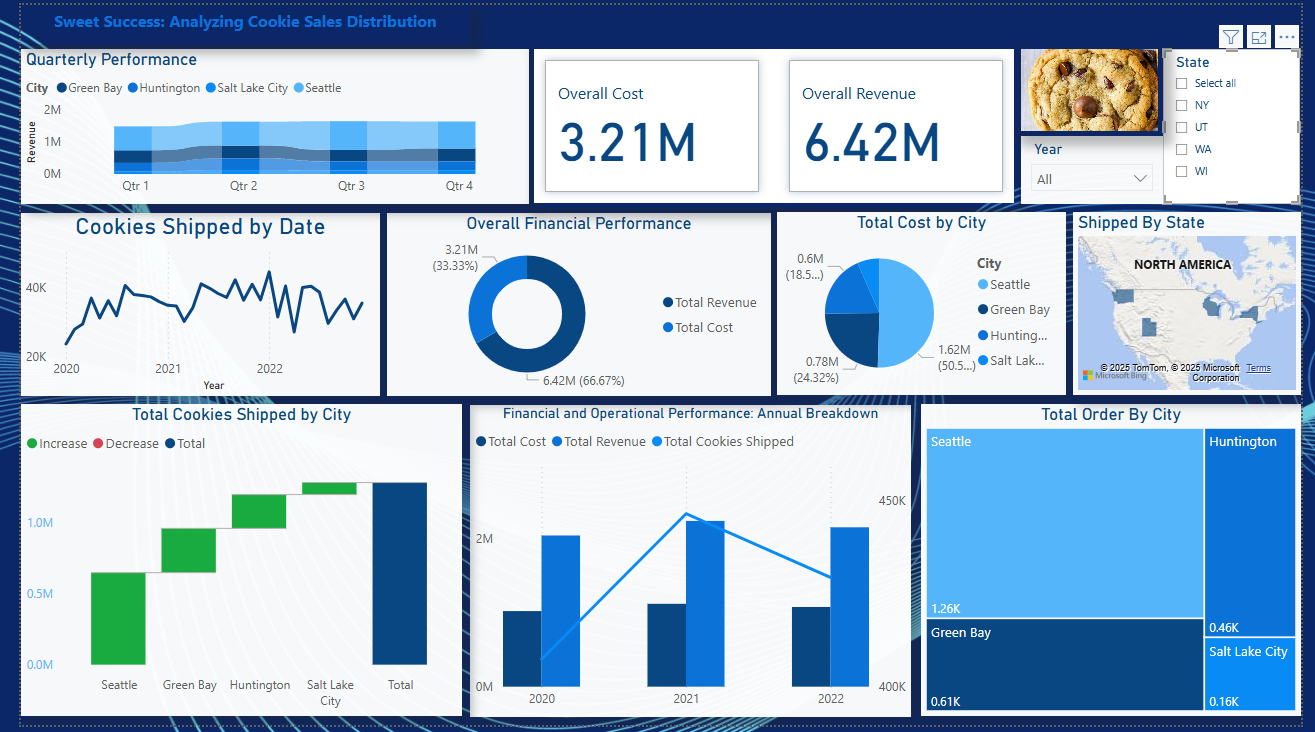 Sweet Success: Analyzing Cookie Sales Distribution
Quarterly Performance
City Green Bay Huntington Salt Lake City Seattle
2M
1M
0M
Revenue
Qtr 1 Qtr 2 Qtr 3 Qtr 4
Overall Cost
3.21M
Overall Revenue
6.42M
Year
All
State
Select all
NY
UT
WA
WI
Cookies Shipped by Date
40K
20K
2020 2021 2022
Year
Overall Financial Performance
3.21M
(33.33%)
6.42M (66.67%)
Total Revenue
Total Cost
Total Cost by City
0.6M
(18.5...)
0.78M
(24.32%)
1.62M
(50.5...)
City
Seattle
Green Bay
Hunting...
Salt Lak...
Shipped By State
NORTH AMERICA
© 2025 TomTom, © 2025 Microsoft Corporation Terms
Microsoft Bing
Total Cookies Shipped by City
Increase Decrease Total
1.0M
0.5M
0.0M
Seattle Green Bay Huntington Salt Lake City Total
Financial and Operational Performance: Annual Breakdown
Total Cost Total Revenue Total Cookies Shipped
2M
0M
450K
400K
2020 2021 2022
Total Order By City
Seattle
1.26K
Green Bay
0.61K
Huntington
0.46K
Salt Lake City
0.16K